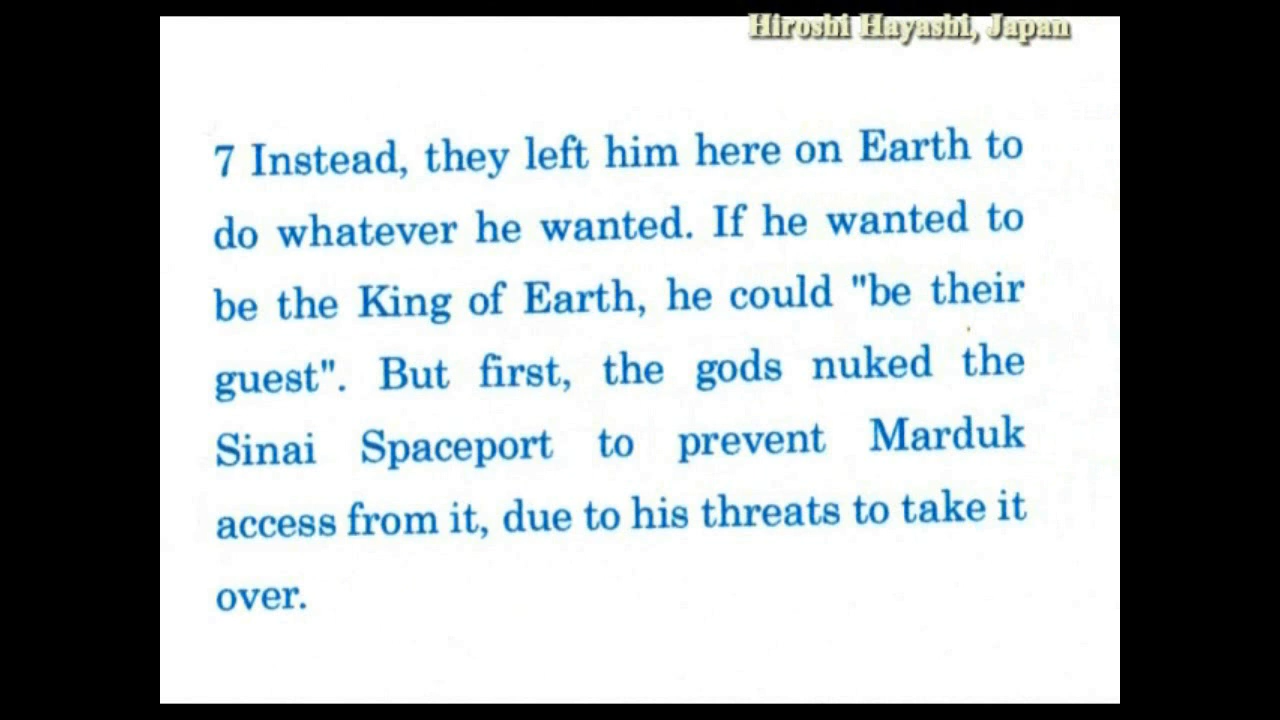 Hiroshi Hayashi, Japan
7 Instead, they left him here on Earth to
do whatever he wanted. If he wanted to
be the King of Earth, he could "be their
guest". But first, the gods nuked the
Sinai Spaceport to prevent Marduk
access from it, due to his threats to take it
over.